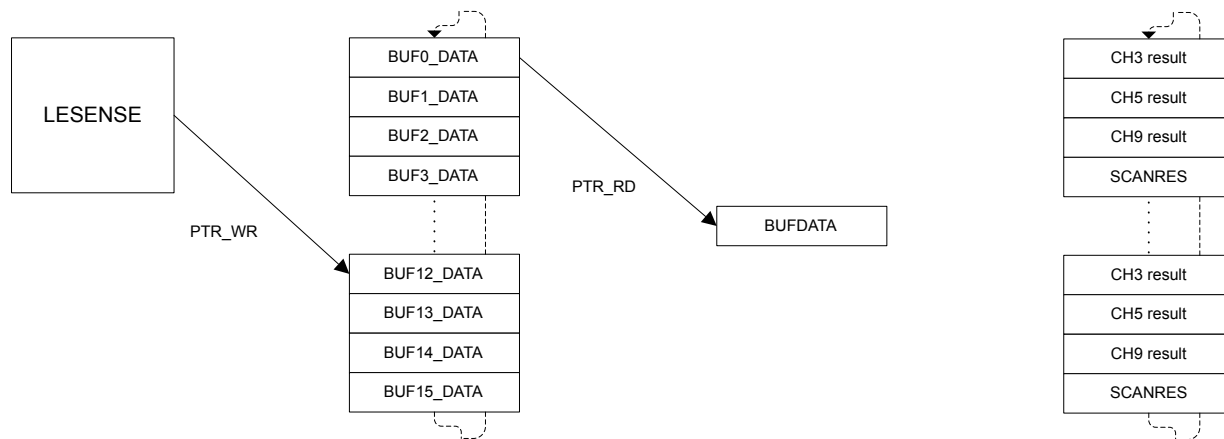 LESENSE
PTR_WR
BUF0_DATA
BUF1_DATA
BUF2_DATA
BUF3_DATA
BUF12_DATA
BUF13_DATA
BUF14_DATA
BUF15_DATA
PTR_RD
BUFDATA
CH3 result
CH5 result
CH9 result
SCANRES
CH3 result
CH5 result
CH9 result
SCANRES